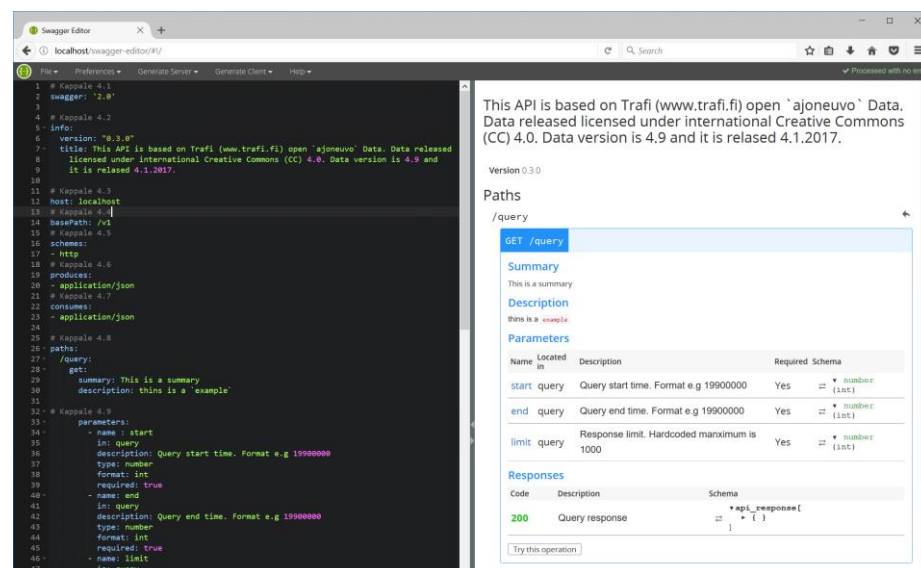 Swagger Editor
localhost/swagger-editor/#!/
Search
File
Preferences
Generate Server
Generate Client
Help
Processed with no err
1 # Kappale 4.1
2 swagger: '2.0'
3
4 # Kappale 4.2
5 info:
6 version: "0.3.0"
7 title: This API is based on Trafi (www.trafi.fi) open `ajoneuvo` Data. Data released
8 licensed under international Creative Commons (CC) 4.0. Data version is 4.9 and
9 it is relased 4.1.2017.
10
11 # Kappale 4.3
12 host: localhost
13 # Kappale 4.4
14 basePath: /v1
15 # Kappale 4.5
16 schemes:
17 - http
18 # Kappale 4.6
19 produces:
20 - application/json
21 # Kappale 4.7
22 consumes:
23 - application/json
24
25 # Kappale 4.8
26 paths:
27 /query:
28 get:
29 summary: This is a summary
30 description: thins is a `example`
31
32 # Kappale 4.9
33 parameters:
34 - name : start
35 in: query
36 description: Query start time. Format e.g 19900000
37 type: number
38 format: int
39 required: true
40 - name: end
41 in: query
42 description: Query end time. Format e.g 19900000
43 type: number
44 format: int
45 required: true
46 - name: limit
This API is based on Trafi (www.trafi.fi) open `ajoneuvo` Data.
Data released licensed under international Creative Commons
(CC) 4.0. Data version is 4.9 and it is relased 4.1.2017.
Version 0.3.0
Paths
/query
GET /query
Summary
This is a summary
Description
thins is a example
Parameters
Name Located in Description Required Schema
start query Query start time. Format e.g 19900000 Yes number (int)
end query Query end time. Format e.g 19900000 Yes number (int)
limit query Response limit. Hardcoded manximum is 1000 Yes number (int)
Responses
Code Description Schema
200 Query response api_response[
{ }
]
Try this operation